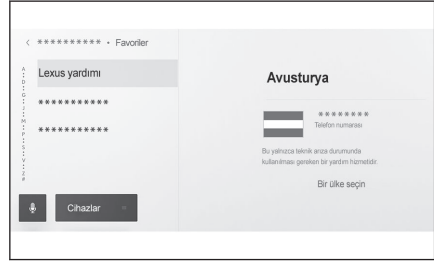 < ********** • Favoriler
A
D
G
J
M
P
S
V
Z
#
Lexus yardımı
***********
***********
Cihazlar
Avusturya
********
Telefon numarası
Bu yalnızca teknik arıza durumunda
kullanılması gereken bir yardım hizmetidir.
Bir ülke seçin